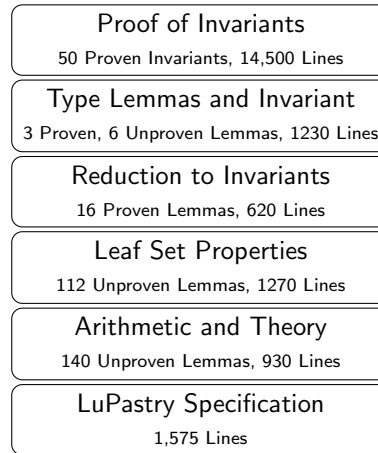 Proof of Invariants
50 Proven Invariants, 14,500 Lines
Type Lemmas and Invariant
3 Proven, 6 Unproven Lemmas, 1230 Lines
Reduction to Invariants
16 Proven Lemmas, 620 Lines
Leaf Set Properties
112 Unproven Lemmas, 1270 Lines
Arithmetic and Theory
140 Unproven Lemmas, 930 Lines
LuPastry Specification
1,575 Lines